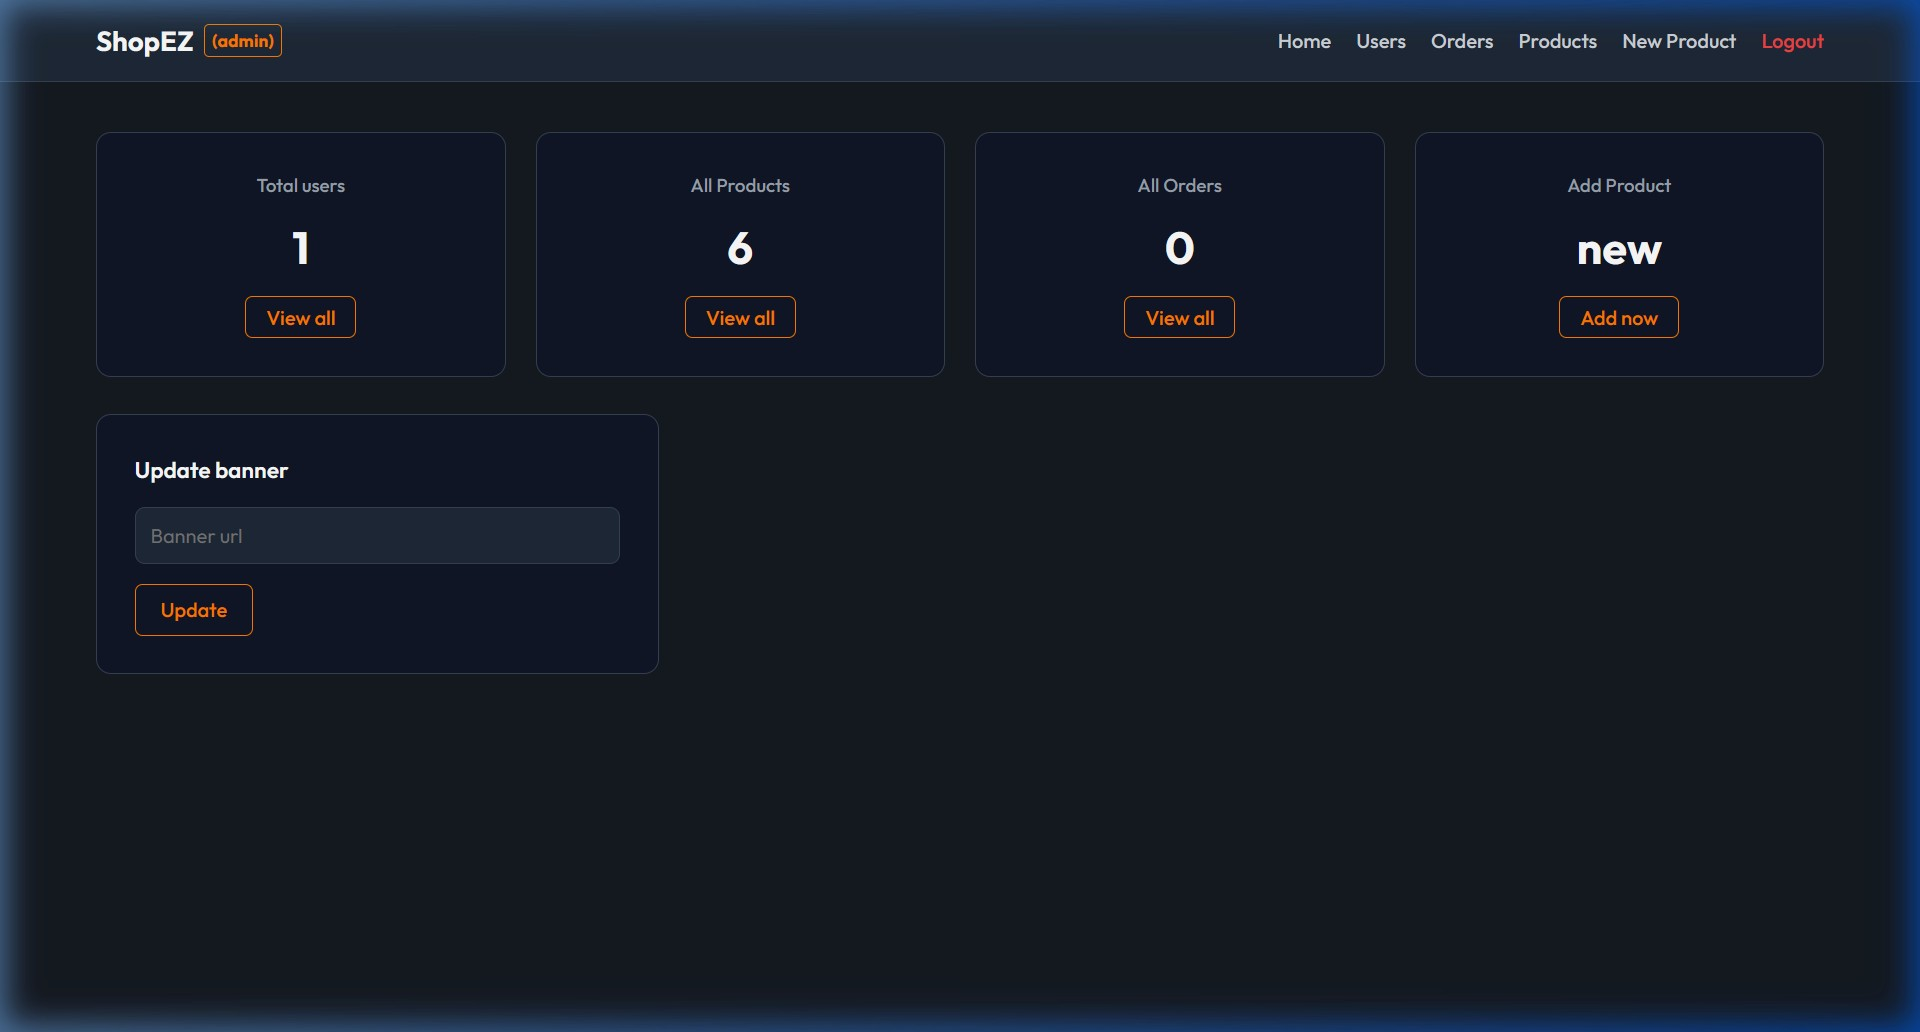 ShopEZ (admin) Home Users Orders Products New Product Logout
Total users All Products All Orders Add Product
1 6 0 new
View all View all View all Add now
Update banner
Banner url
Update